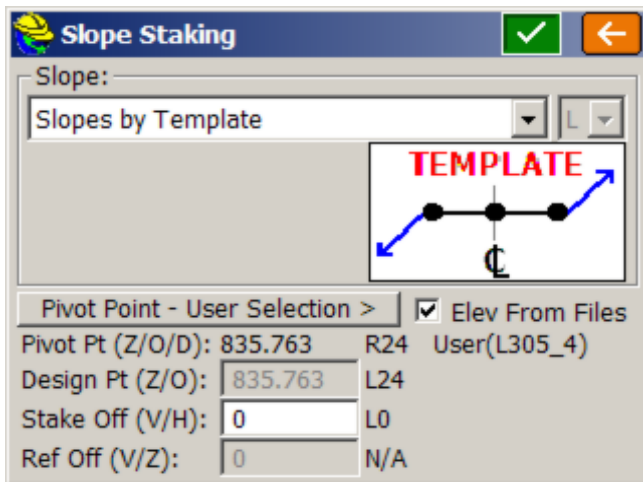 Slope Staking
Slope:
Slopes by Template L
TEMPLATE
℄
Pivot Point - User Selection > Elev From Files
Pivot Pt (Z/O/D): 835.763 R24 User(L305_4)
Design Pt (Z/O): 835.763 L24
Stake Off (V/H): 0 L0
Ref Off (V/Z): 0 N/A